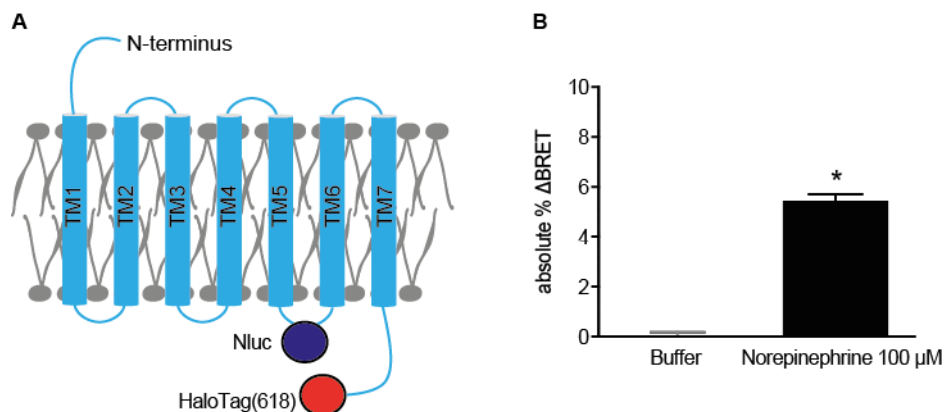 A
N-terminus
TM1
TM2
TM3
TM4
TM5
TM6
TM7
Nluc
HaloTag(618)
B
absolute % ΔBRET
10
8
6
4
2
0
*
Buffer
Norepinephrine 100 µM